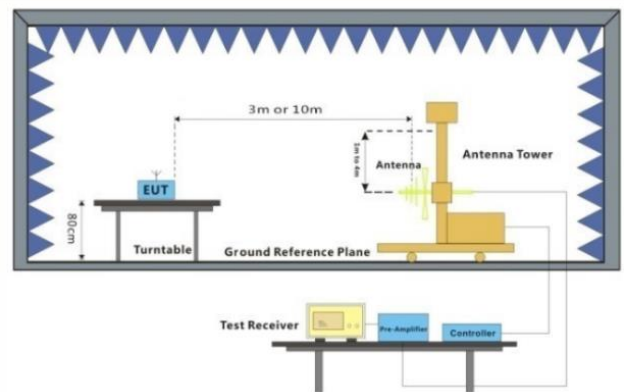 3m or 10m
1m to 4m
Antenna
Antenna Tower
EUT
80cm
Turntable
Ground Reference Plane
Test Receiver
Pre-Amplifier
Controller